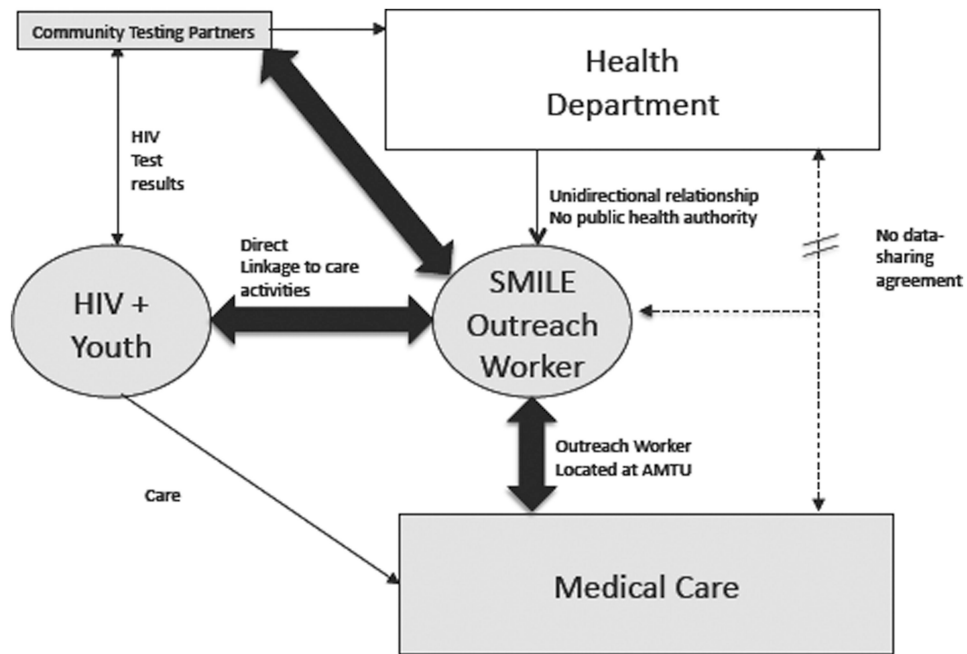 Community Testing Partners
Health
Department
HIV
Test
results
Unidirectional relationship
No public health authority
No data-
sharing
agreement
Direct
Linkage to care
activities
HIV +
Youth
SMILE
Outreach
Worker
Outreach Worker
Located at AMTU
Care
Medical Care